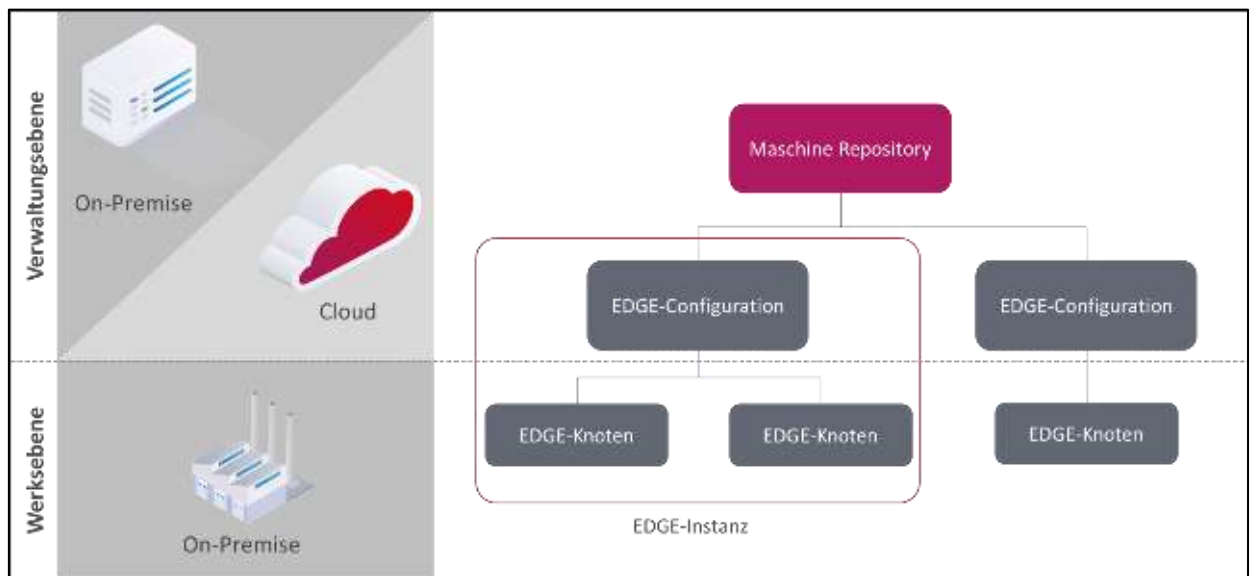 Verwaltungsebene
On-Premise
Cloud
Maschine Repository
EDGE-Configuration
EDGE-Configuration
Werksebene
On-Premise
EDGE-Knoten
EDGE-Knoten
EDGE-Knoten
EDGE-Instanz